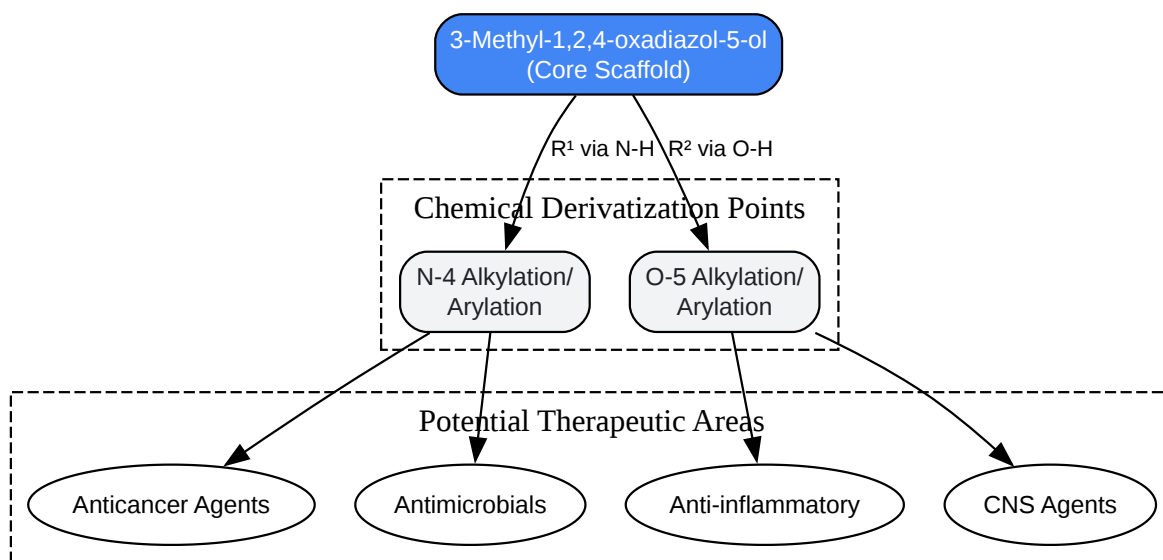 3-Methyl-1,2,4-oxadiazol-5-ol
(Core Scaffold)
R¹ via N-H
R² via O-H
Chemical Derivatization Points
N-4 Alkylation/
Arylation
O-5 Alkylation/
Arylation
Potential Therapeutic Areas
Anticancer Agents
Antimicrobials
Anti-inflammatory
CNS Agents